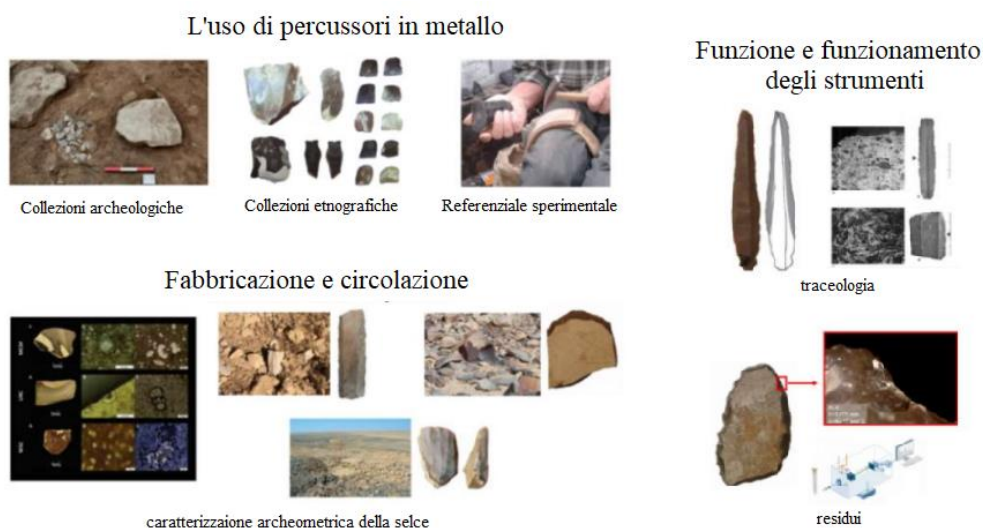 L'uso di percussori in metallo
Collezioni archeologiche
Collezioni etnografiche
Referenziale sperimentale
Funzione e funzionamento
degli strumenti
traceologia
Fabbricazione e circolazione
caratterizzaione archeometrica della selce
residui